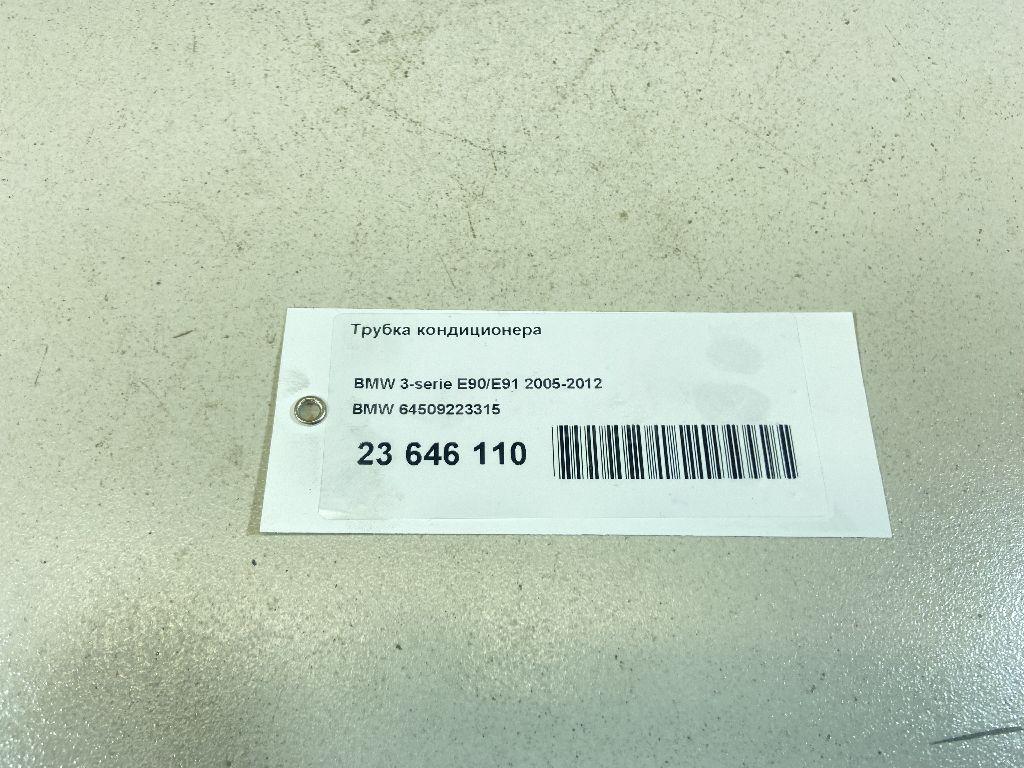 Трубка кондиционера
BMW 3-serie E90/E91 2005-2012
BMW 64509223315
23 646 110